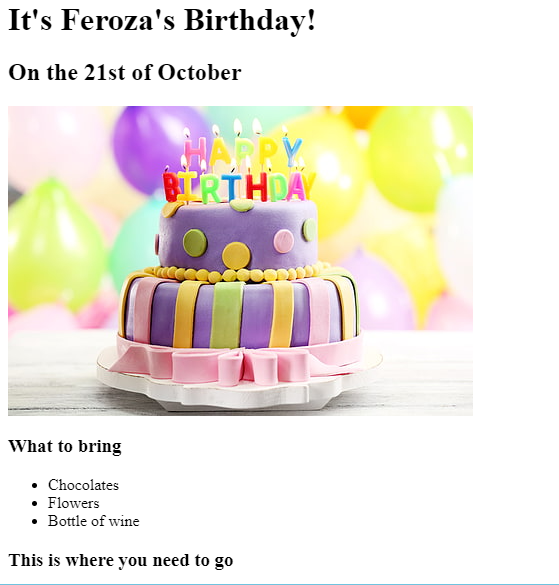 It's Feroza's Birthday!
On the 21st of October
HAPPY
BIRTHDAY
What to bring
Chocolates
Flowers
Bottle of wine
This is where you need to go